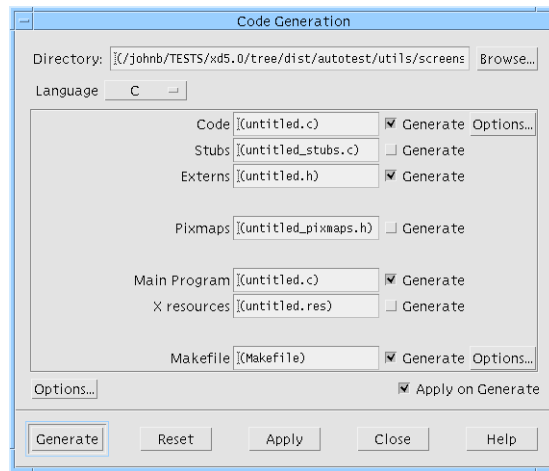 Code Generation
Directory: (/johnb/TESTS/xd5.0/tree/dist/autotest/utils/screens Browse...
Language C
Code (untitled.c) Generate Options...
Stubs (untitled_stubs.c) Generate
Externs (untitled.h) Generate
Pixmaps (untitled_pixmaps.h) Generate
Main Program (untitled.c) Generate
X resources (untitled.res) Generate
Makefile (Makefile) Generate Options...
Options... Apply on Generate
Generate Reset Apply Close Help